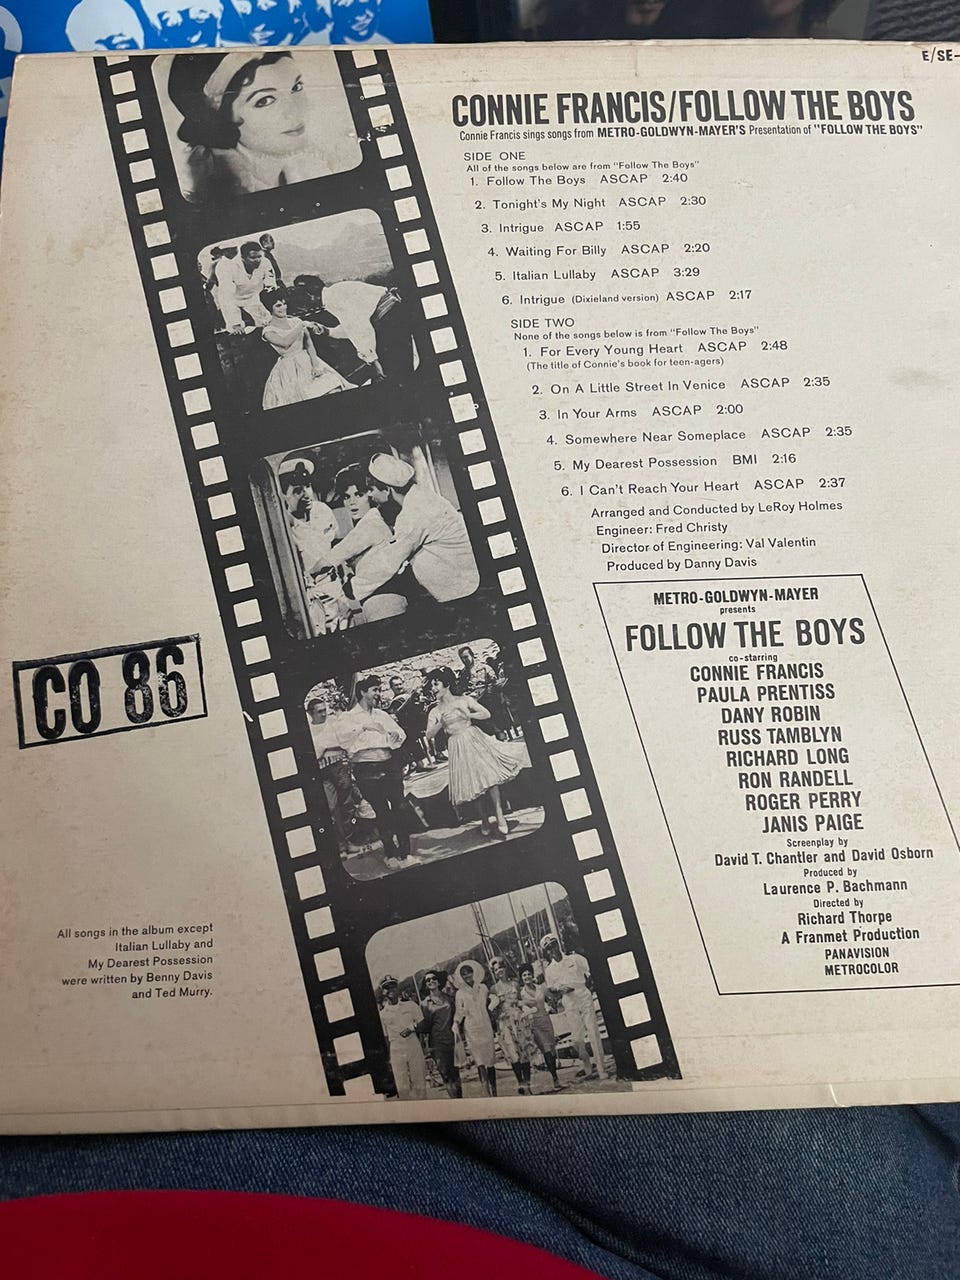 E/SE-
CONNIE FRANCIS/FOLLOW THE BOYS
Connie Francis sings songs from METRO-GOLDWYN-MAYER'S Presentation of "FOLLOW THE BOYS"
SIDE ONE
All of the songs below are from "Follow The Boys"
1. Follow The Boys ASCAP 2:40
2. Tonight's My Night ASCAP 2:30
3. Intrigue ASCAP 1:55
4. Waiting For Billy ASCAP 2:20
5. Italian Lullaby ASCAP 3:29
6. Intrigue (Dixieland version) ASCAP 2:17
SIDE TWO
None of the songs below is from "Follow The Boys"
1. For Every Young Heart ASCAP 2:48
(The title of Connie's book for teen-agers)
2. On A Little Street In Venice ASCAP 2:35
3. In Your Arms ASCAP 2:00
4. Somewhere Near Someplace ASCAP 2:35
5. My Dearest Possession BMI 2:16
6. I Can't Reach Your Heart ASCAP 2:37
Arranged and Conducted by LeRoy Holmes
Engineer: Fred Christy
Director of Engineering: Val Valentin
Produced by Danny Davis
METRO-GOLDWYN-MAYER
presents
FOLLOW THE BOYS
co-starring
CONNIE FRANCIS
PAULA PRENTISS
DANY ROBIN
RUSS TAMBLYN
RICHARD LONG
RON RANDELL
ROGER PERRY
JANIS PAIGE
Screenplay by
David T. Chantler and David Osborn
Produced by
Laurence P. Bachmann
Directed by
Richard Thorpe
A Franmet Production
PANAVISION
METROCOLOR
CO 86
All songs in the album except
Italian Lullaby and
My Dearest Possession
were written by Benny Davis
and Ted Murry.